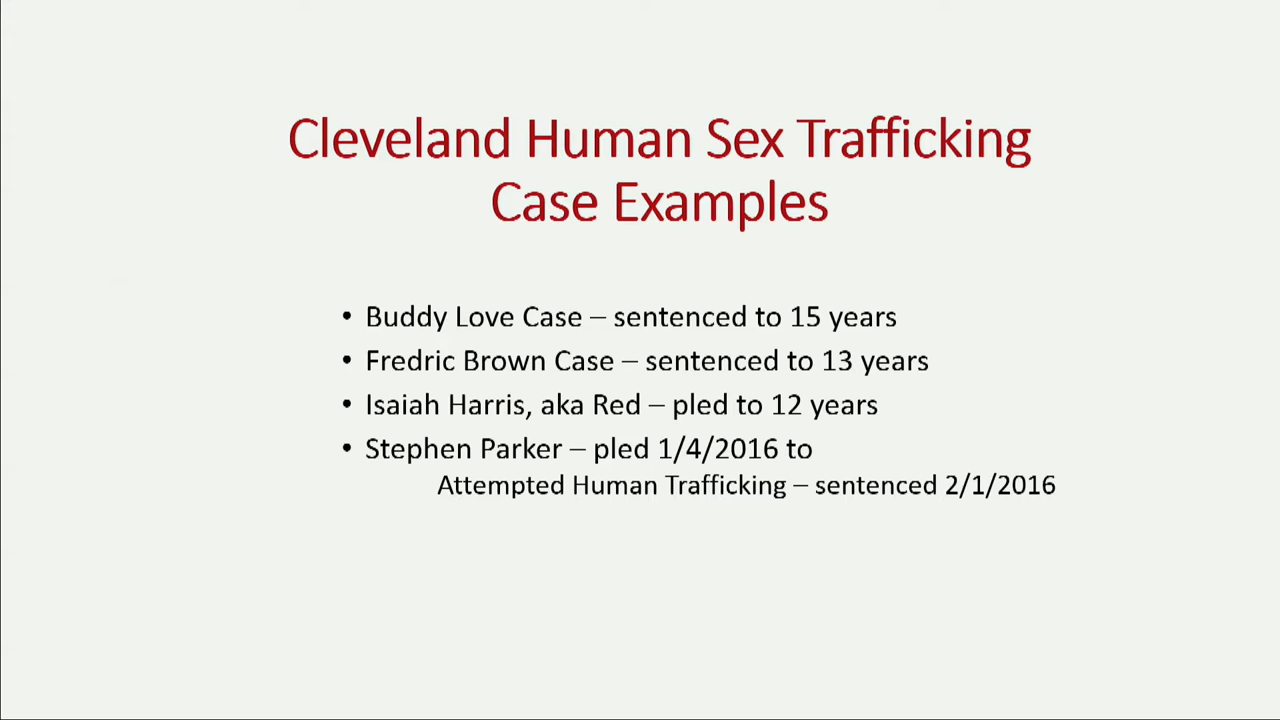 Cleveland Human Sex Trafficking
Case Examples
• Buddy Love Case – sentenced to 15 years
• Fredric Brown Case – sentenced to 13 years
• Isaiah Harris, aka Red – pled to 12 years
• Stephen Parker – pled 1/4/2016 to
Attempted Human Trafficking – sentenced 2/1/2016